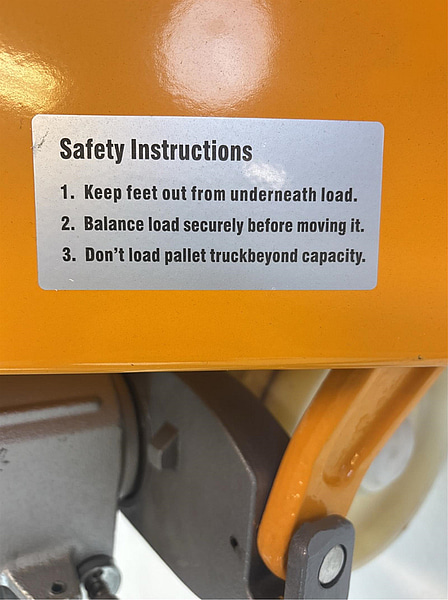 Safety Instructions
1. Keep feet out from underneath load.
2. Balance load securely before moving it.
3. Don't load pallet truckbeyond capacity.